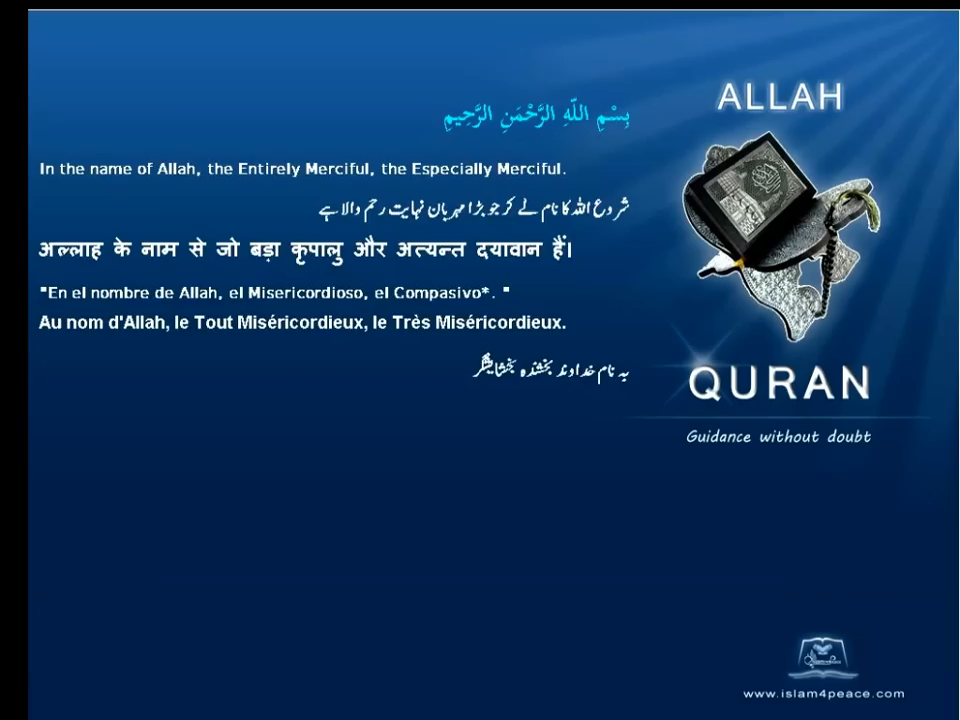 بِسْمِ اللّهِ الرَّحْمَنِ الرَّحِيمِ
In the name of Allah, the Entirely Merciful, the Especially Merciful.
شروع الله کا نام لے کر جو بڑا مہربان نہایت رحم والا ہے
अल्लाह के नाम से जो बड़ा कृपालु और अत्यन्त दयावान हैं।
"En el nombre de Allah, el Misericordioso, el Compasivo*. "
Au nom d'Allah, le Tout Miséricordieux, le Très Miséricordieux.
به نام خداوند بخشنده بخشایشگر
ALLAH
QURAN
Guidance without doubt
www.islam4peace.com